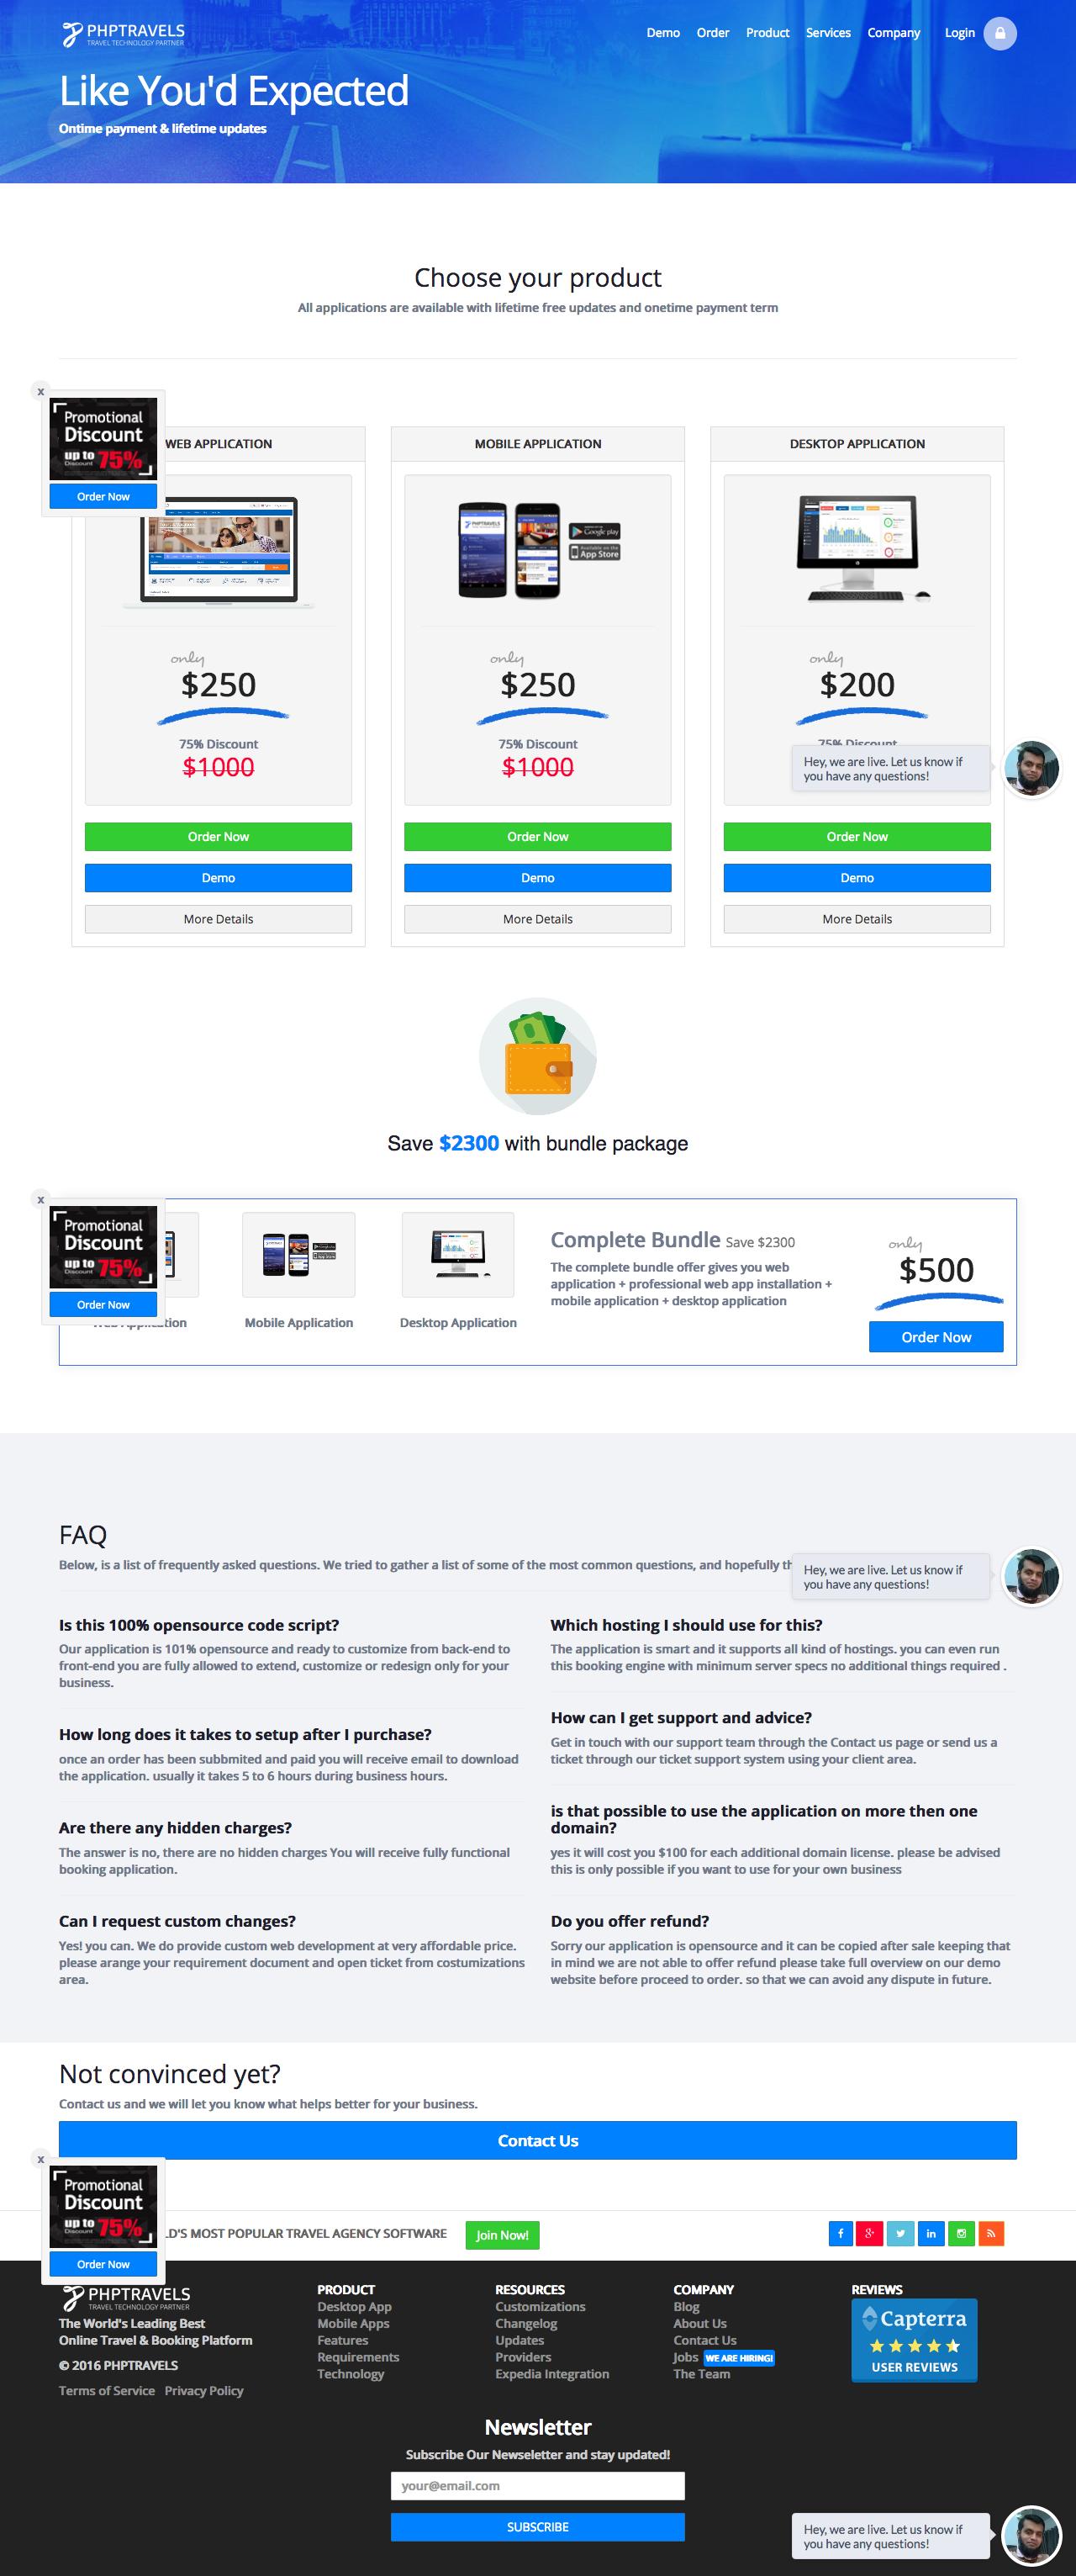 PHPTRAVELS
TRAVEL TECHNOLOGY PARTNER
Demo Order Product Services Company Login
Like You'd Expected
Ontime payment & lifetime updates
Choose your product
All applications are available with lifetime free updates and onetime payment term
x
Promotional
Discount
up to 75%
Discount
Order Now
WEB APPLICATION
only
$250
75% Discount
$1000
Order Now
Demo
More Details
MOBILE APPLICATION
PHPTRAVELS
Google play
Available on the
App Store
only
$250
75% Discount
$1000
Order Now
Demo
More Details
DESKTOP APPLICATION
only
$200
75% Discount
Hey, we are live. Let us know if
you have any questions!
Order Now
Demo
More Details
Save $2300 with bundle package
x
Promotional
Discount
up to 75%
Discount
Order Now
Web Application
Mobile Application
Desktop Application
Complete Bundle Save $2300
The complete bundle offer gives you web
application + professional web app installation +
mobile application + desktop application
only
$500
Order Now
FAQ
Below, is a list of frequently asked questions. We tried to gather a list of some of the most common questions, and hopefully
Hey, we are live. Let us know if
you have any questions!
Is this 100% opensource code script?
Our application is 101% opensource and ready to customize from back-end to
front-end you are fully allowed to extend, customize or redesign only for your
business.
How long does it takes to setup after I purchase?
once an order has been subbmited and paid you will receive email to download
the application. usually it takes 5 to 6 hours during business hours.
Are there any hidden charges?
The answer is no, there are no hidden charges You will receive fully functional
booking application.
Can I request custom changes?
Yes! you can. We do provide custom web development at very affordable price.
please arange your requirement document and open ticket from costumizations
area.
Which hosting I should use for this?
The application is smart and it supports all kind of hostings. you can even run
this booking engine with minimum server specs no additional things required .
How can I get support and advice?
Get in touch with our support team through the Contact us page or send us a
ticket through our ticket support system using your client area.
is that possible to use the application on more then one
domain?
yes it will cost you $100 for each additional domain license. please be advised
this is only possible if you want to use for your own business
Do you offer refund?
Sorry our application is opensource and it can be copied after sale keeping that
in mind we are not able to offer refund please take full overview on our demo
website before proceed to order. so that we can avoid any dispute in future.
Not convinced yet?
Contact us and we will let you know what helps better for your business.
Contact Us
x
Promotional
Discount
up to 75%
Discount
Order Now
LD'S MOST POPULAR TRAVEL AGENCY SOFTWARE
Join Now!
PHPTRAVELS
TRAVEL TECHNOLOGY PARTNER
The World's Leading Best
Online Travel & Booking Platform
© 2016 PHPTRAVELS
Terms of Service Privacy Policy
PRODUCT
Desktop App
Mobile Apps
Features
Requirements
Technology
RESOURCES
Customizations
Changelog
Updates
Providers
Expedia Integration
COMPANY
Blog
About Us
Contact Us
Jobs WE ARE HIRING!
The Team
REVIEWS
Capterra
USER REVIEWS
Newsletter
Subscribe Our Newseletter and stay updated!
your@email.com
SUBSCRIBE
Hey, we are live. Let us know if
you have any questions!